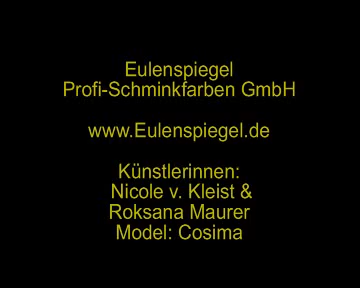 Eulenspiegel
Profi-Schminkfarben GmbH
www.Eulenspiegel.de
Künstlerinnen:
Nicole v. Kleist &
Roksana Maurer
Model: Cosima